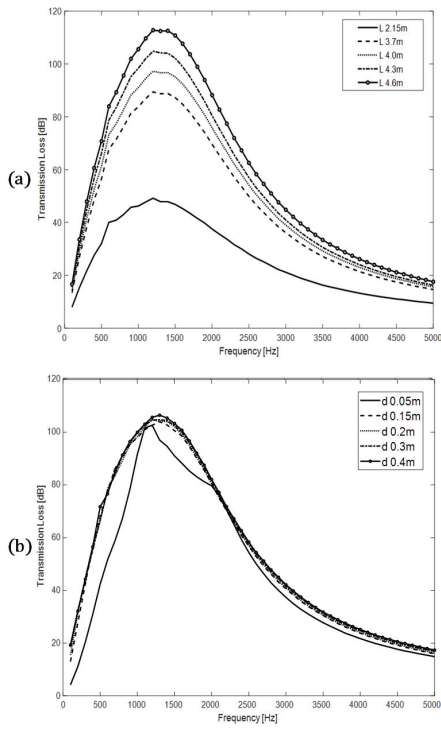 (a)
Transmission Loss [dB]
120
100
80
60
40
20
0
0 500 1000 1500 2000 2500 3000 3500 4000 4500 5000
Frequency [Hz]
L 2.15m
L 3.7m
L 4.0m
L 4.3m
L 4.6m
(b)
Transmission Loss [dB]
120
100
80
60
40
20
0
0 500 1000 1500 2000 2500 3000 3500 4000 4500 5000
Frequency [Hz]
d 0.05m
d 0.15m
d 0.2m
d 0.3m
d 0.4m